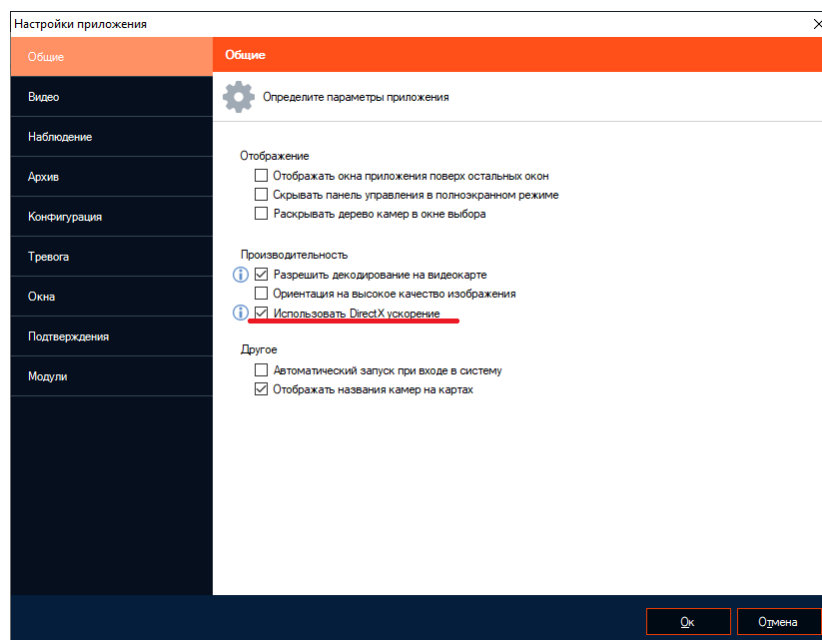 Настройки приложения
Общие
Видео
Наблюдение
Архив
Конфигурация
Тревога
Окна
Подтверждения
Модули
Общие
Определите параметры приложения
Отображение
Отображать окна приложения поверх остальных окон
Скрывать панель управления в полноэкранном режиме
Раскрывать дерево камер в окне выбора
Производительность
Разрешить декодирование на видеокарте
Ориентация на высокое качество изображения
Использовать DirectX ускорение
Другое
Автоматический запуск при входе в систему
Отображать названия камер на картах
Ок
Отмена